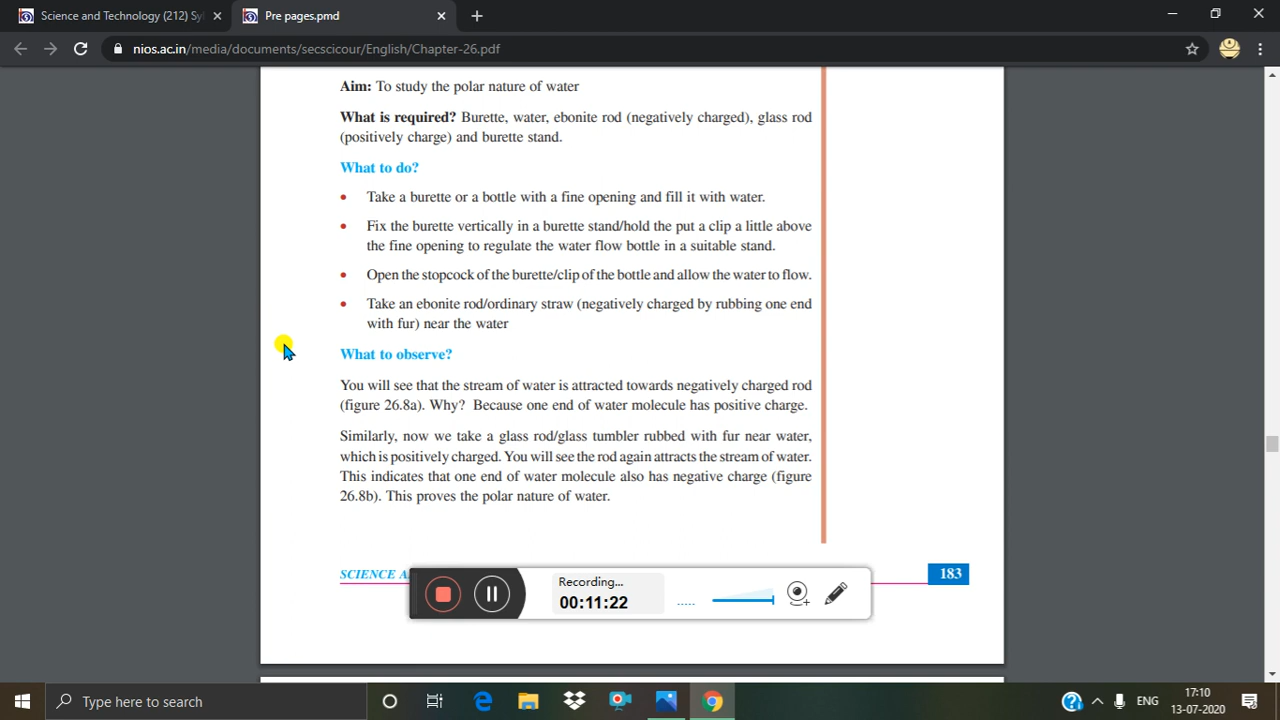 Science and Technology (212) Syl
Pre pages.pmd
nios.ac.in/media/documents/secscicour/English/Chapter-26.pdf
Aim: To study the polar nature of water
What is required? Burette, water, ebonite rod (negatively charged), glass rod
(positively charge) and burette stand.
What to do?
• Take a burette or a bottle with a fine opening and fill it with water.
• Fix the burette vertically in a burette stand/hold the put a clip a little above
the fine opening to regulate the water flow bottle in a suitable stand.
• Open the stopcock of the burette/clip of the bottle and allow the water to flow.
• Take an ebonite rod/ordinary straw (negatively charged by rubbing one end
with fur) near the water
What to observe?
You will see that the stream of water is attracted towards negatively charged rod
(figure 26.8a). Why? Because one end of water molecule has positive charge.
Similarly, now we take a glass rod/glass tumbler rubbed with fur near water,
which is positively charged. You will see the rod again attracts the stream of water.
This indicates that one end of water molecule also has negative charge (figure
26.8b). This proves the polar nature of water.
SCIENCE A
183
Recording...
00:11:22
Type here to search
ENG
17:10
13-07-2020